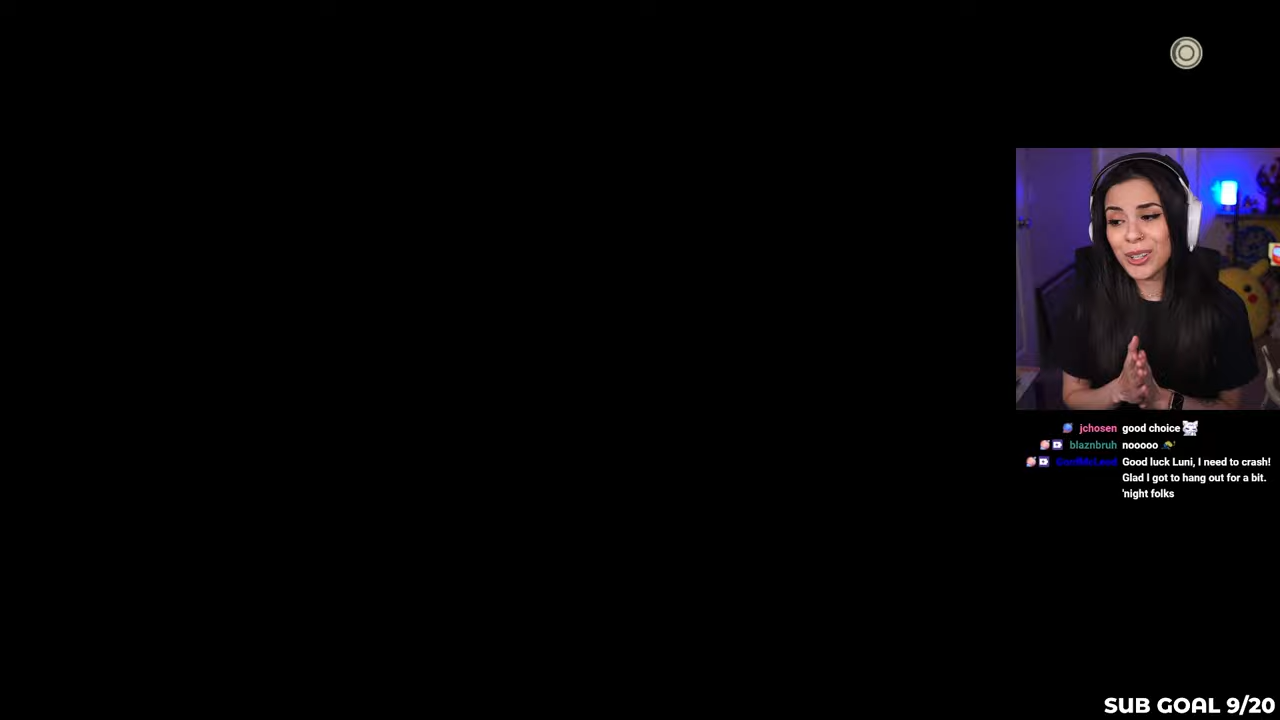 jchosen good choice
blaznbruh nooooo
Good luck Luni, I need to crash!
Glad I got to hang out for a bit.
'night folks
SUB GOAL 9/20